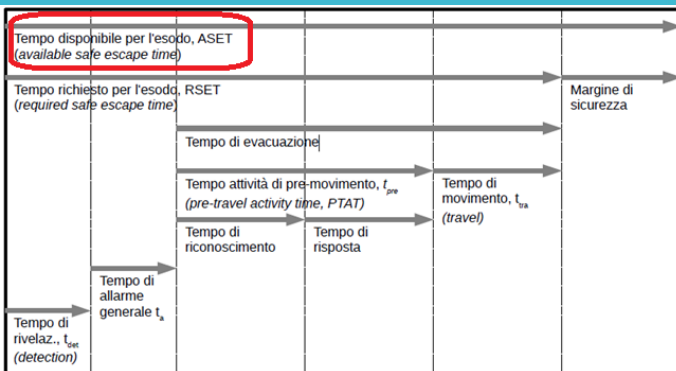 Tempo disponibile per l'esodo, ASET
(available safe escape time)
Tempo richiesto per l'esodo, RSET
(required safe escape time)
Margine di
sicurezza
Tempo di evacuazione
Tempo attività di pre-movimento, tpre
(pre-travel activity time, PTAT)
Tempo di
movimento, ttra
(travel)
Tempo di
riconoscimento
Tempo di
risposta
Tempo di
allarme
generale ta
Tempo di
rivelaz., tdet
(detection)